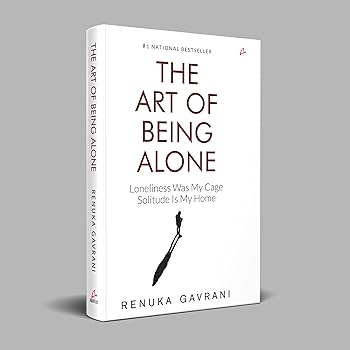 THE ART OF BEING ALONE
RENUKA GAVRANI
#1 NATIONAL BESTSELLER
THE
ART OF
BEING
ALONE
Loneliness Was My Cage
Solitude Is My Home
RENUKA GAVRANI